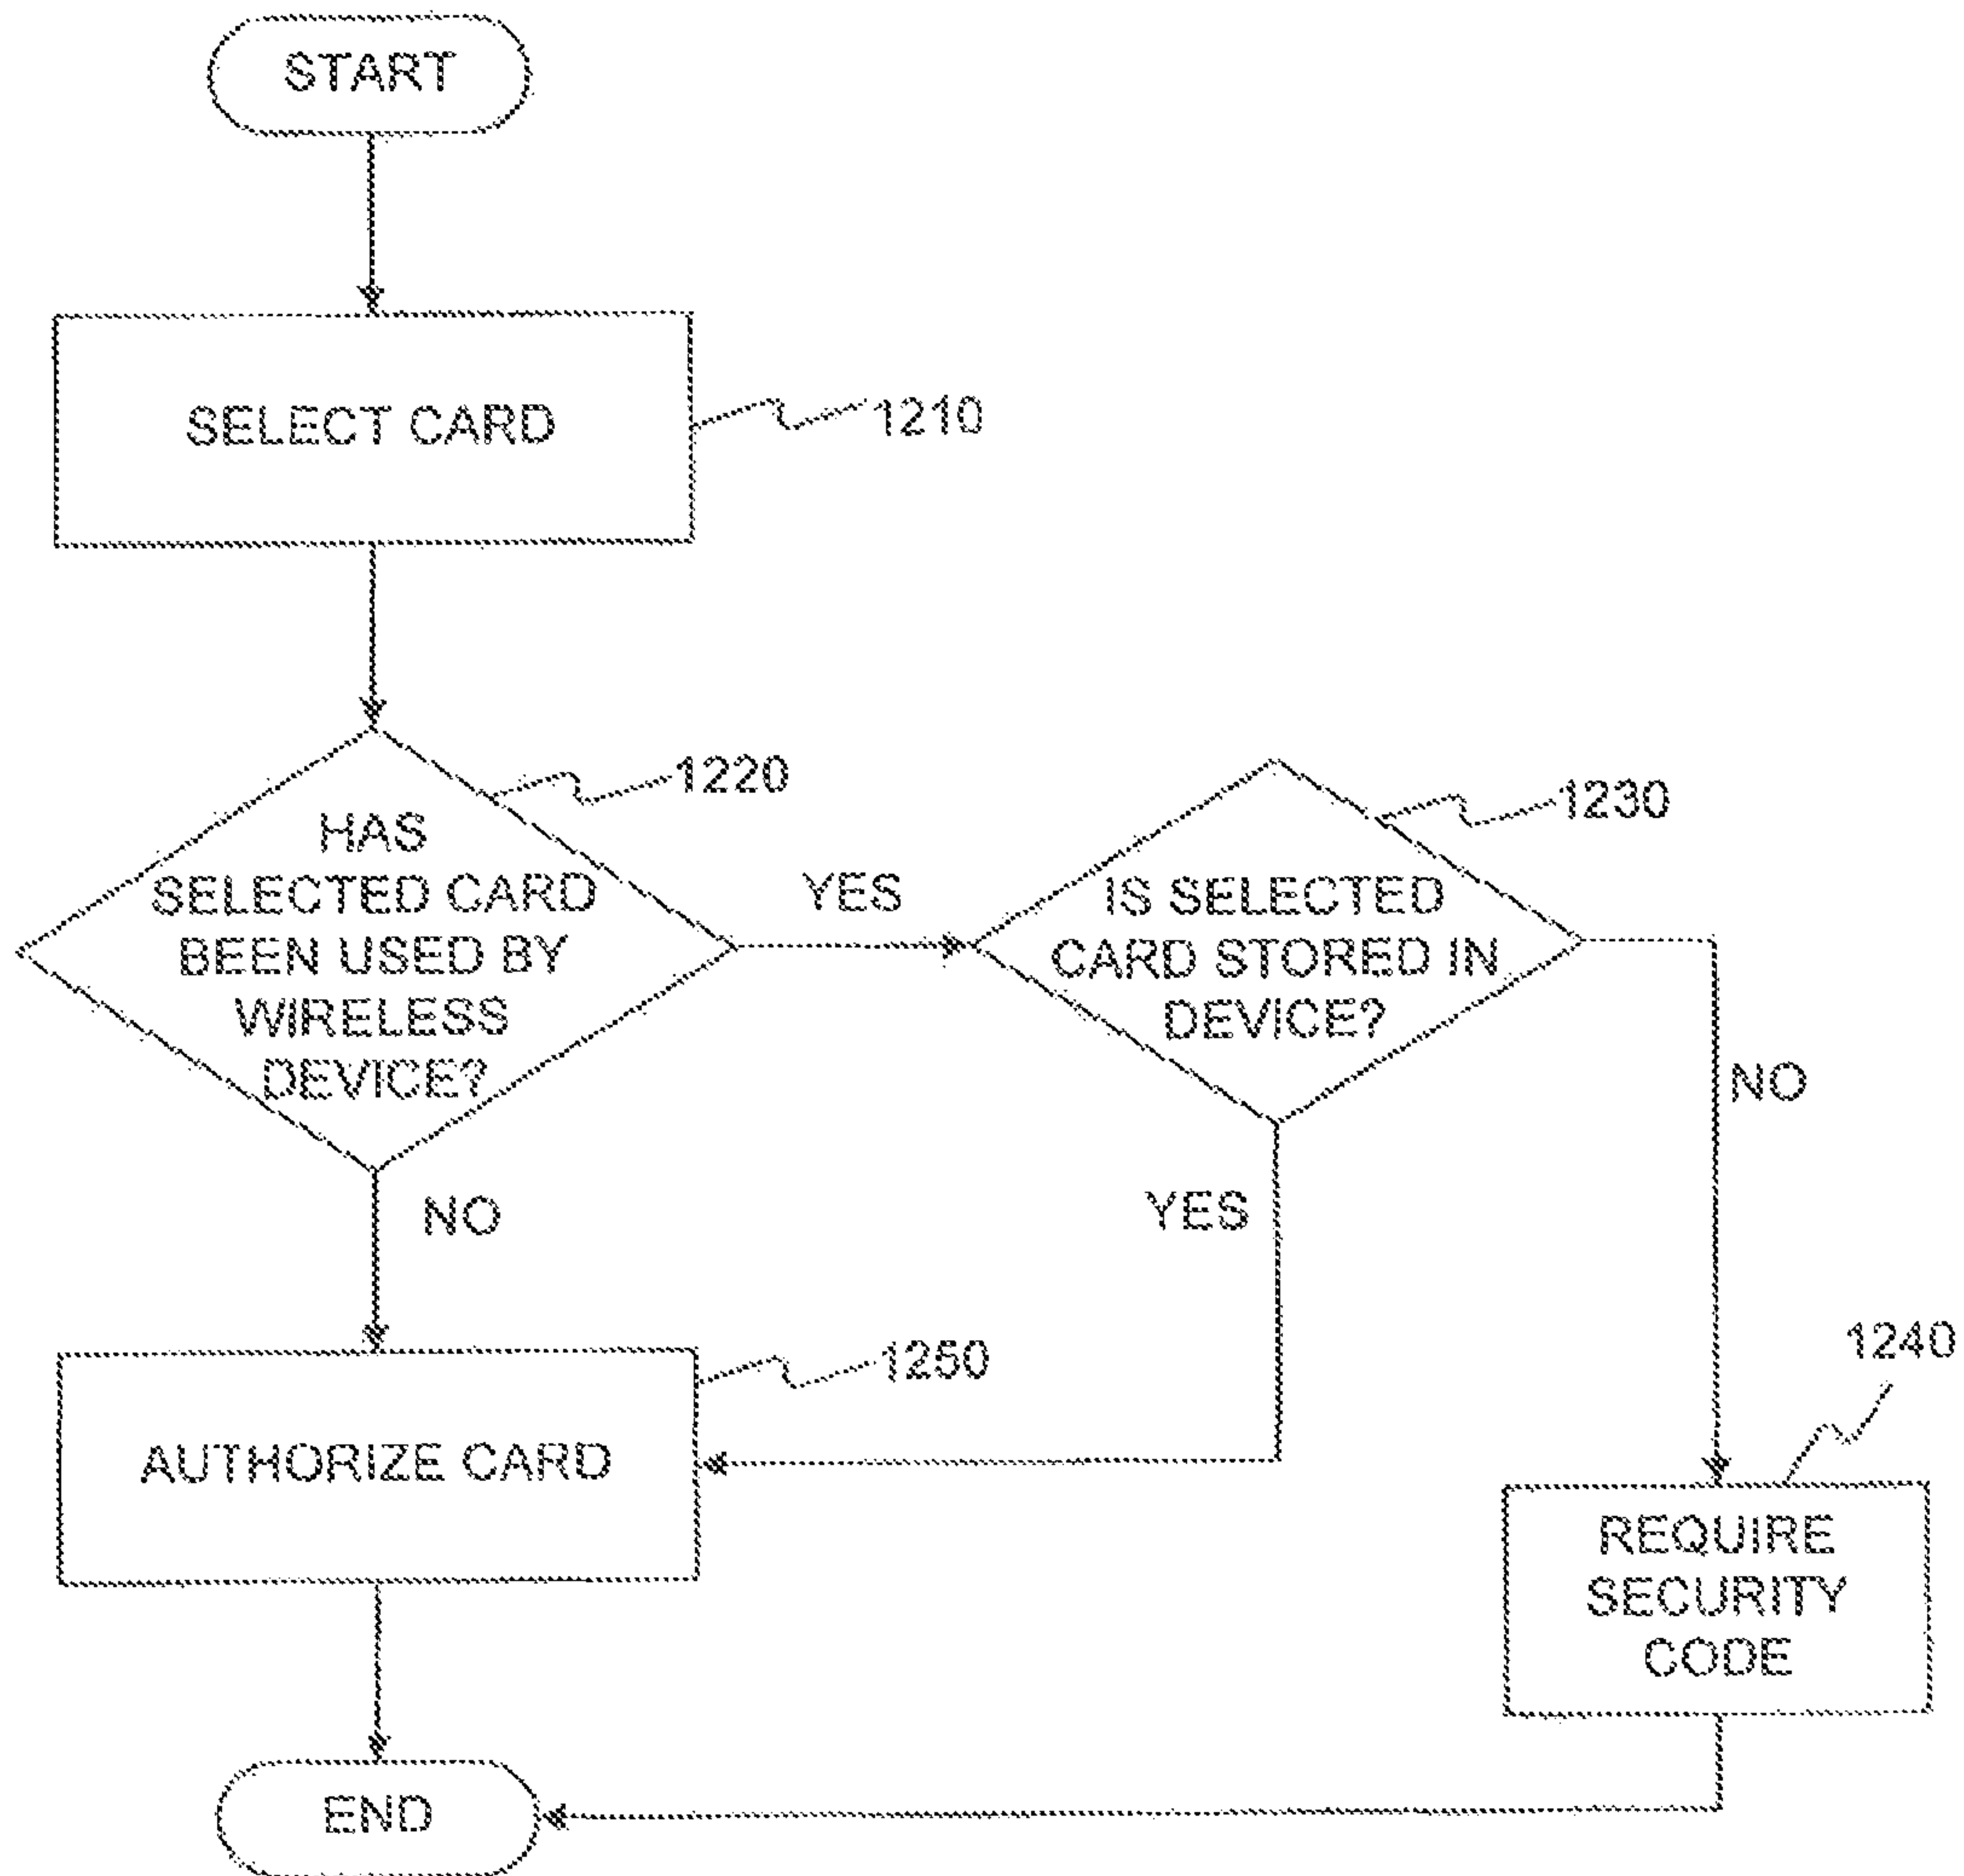 START
SELECT CARD
1210
1220
HAS
SELECTED CARD
BEEN USED BY
WIRELESS
DEVICE?
YES
1230
IS SELECTED
CARD STORED IN
DEVICE?
NO
YES
NO
1250
AUTHORIZE CARD
1240
REQUIRE
SECURITY
CODE
END